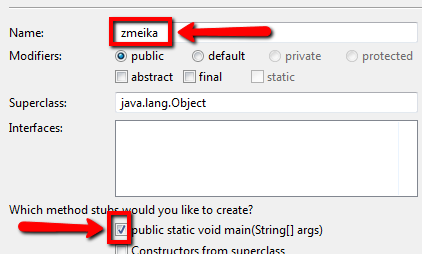 Name: zmeika
Modifiers: public default private protected
abstract final static
Superclass: java.lang.Object
Interfaces:
Which method stubs would you like to create?
public static void main(String[] args)
Constructors from superclass